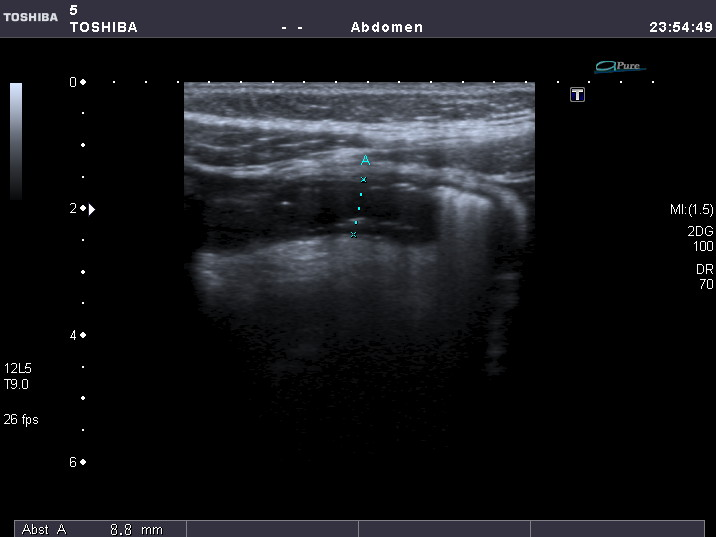 TOSHIBA
5
TOSHIBA
- -
Abdomen
23:54:49
Pure
T
0
A
2
4
6
MI:(1.5)
2DG
100
DR
70
12L5
T9.0
26 fps
Abst A 8.8 mm